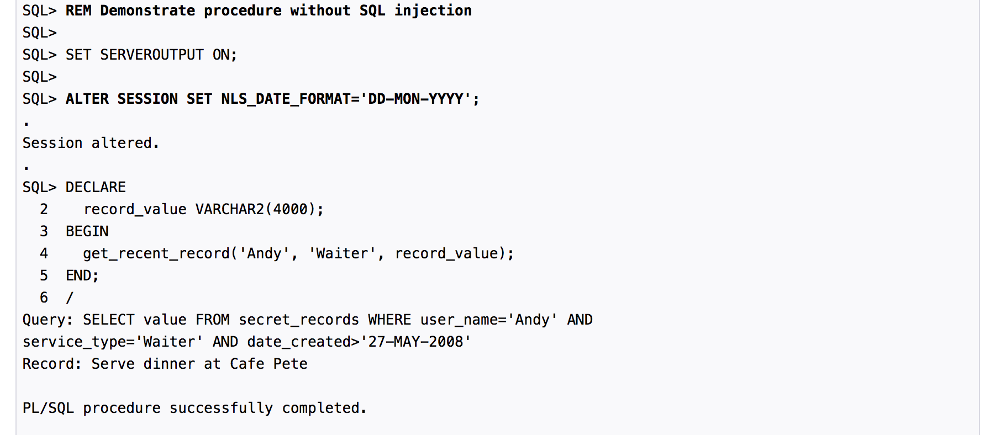 SQL> REM Demonstrate procedure without SQL injection
SQL>
SQL> SET SERVEROUTPUT ON;
SQL>
SQL> ALTER SESSION SET NLS_DATE_FORMAT='DD-MON-YYYY';
.
Session altered.
.
SQL> DECLARE
  2    record_value VARCHAR2(4000);
  3  BEGIN
  4    get_recent_record('Andy', 'Waiter', record_value);
  5  END;
  6  /
Query: SELECT value FROM secret_records WHERE user_name='Andy' AND
service_type='Waiter' AND date_created>'27-MAY-2008'
Record: Serve dinner at Cafe Pete

PL/SQL procedure successfully completed.